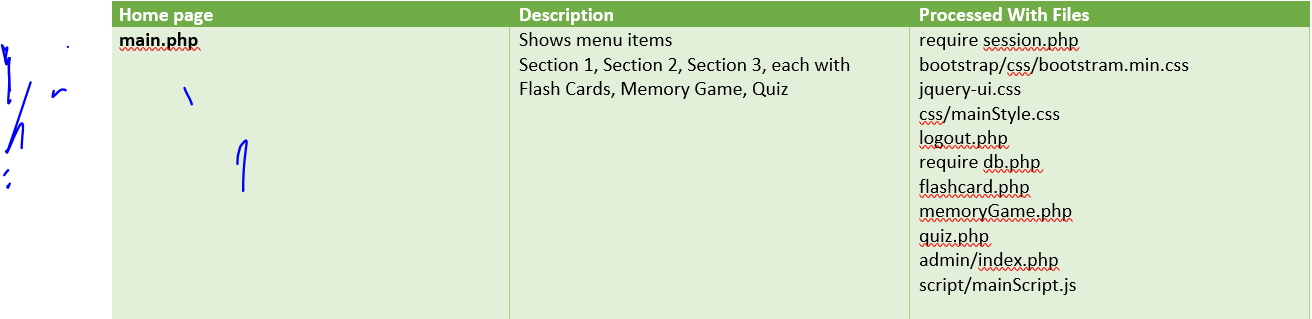 Home page Description Processed With Files
main.php
Shows menu items
Section 1, Section 2, Section 3, each with
Flash Cards, Memory Game, Quiz
require session.php
bootstrap/css/bootstram.min.css
jquery-ui.css
css/mainStyle.css
logout.php
require db.php
flashcard.php
memoryGame.php
quiz.php
admin/index.php
script/mainScript.js